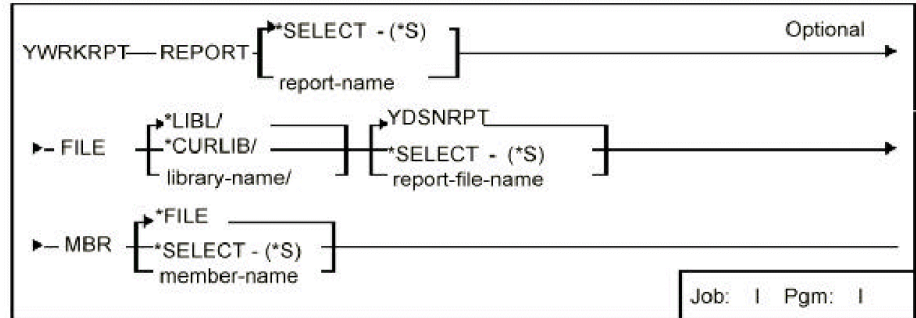 *SELECT - (*S)
Optional
YWRKRPT REPORT
report-name
*LIBL/
YDSNRPT
FILE
*CURLIB/
*SELECT - (*S)
library-name/
report-file-name
*FILE
MBR
*SELECT - (*S)
member-name
Job: I Pgm: I